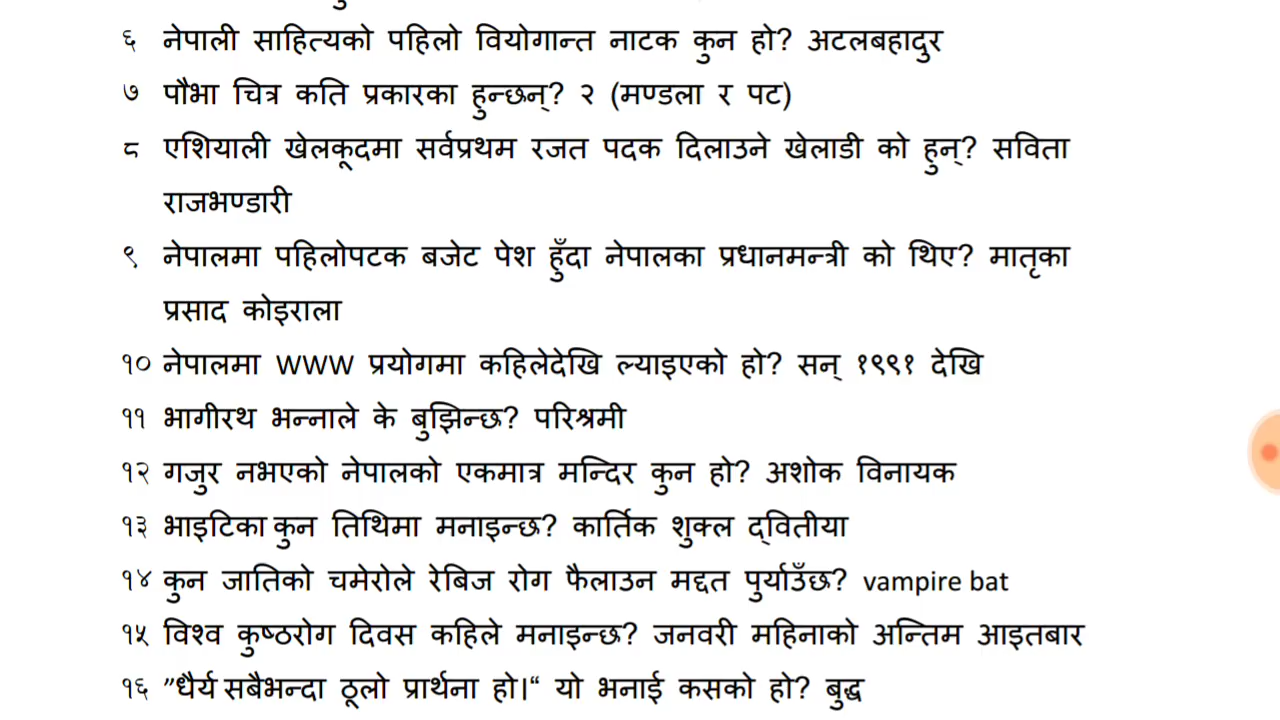 ६ नेपाली साहित्यको पहिलो वियोगान्त नाटक कुन हो? अटलबहादुर
७ पौभा चित्र कति प्रकारका हुन्छन्? २ (मण्डला र पट)
८ एशियाली खेलकूदमा सर्वप्रथम रजत पदक दिलाउने खेलाडी को हुन्? सविता
राजभण्डारी
९ नेपालमा पहिलोपटक बजेट पेश हुँदा नेपालका प्रधानमन्त्री को थिए? मातृका
प्रसाद कोइराला
१० नेपालमा WWW प्रयोगमा कहिलेदेखि ल्याइएको हो? सन् १९९१ देखि
११ भागीरथ भन्नाले के बुझिन्छ? परिश्रमी
१२ गजुर नभएको नेपालको एकमात्र मन्दिर कुन हो? अशोक विनायक
१३ भाइटिका कुन तिथिमा मनाइन्छ? कार्तिक शुक्ल द्वितीया
१४ कुन जातिको चमेरोले रेबिज रोग फैलाउन मद्दत पुर्याउँछ? vampire bat
१५ विश्व कुष्ठरोग दिवस कहिले मनाइन्छ? जनवरी महिनाको अन्तिम आइतबार
१६ ”धैर्य सबैभन्दा ठूलो प्रार्थना हो।“ यो भनाई कसको हो? बुद्ध